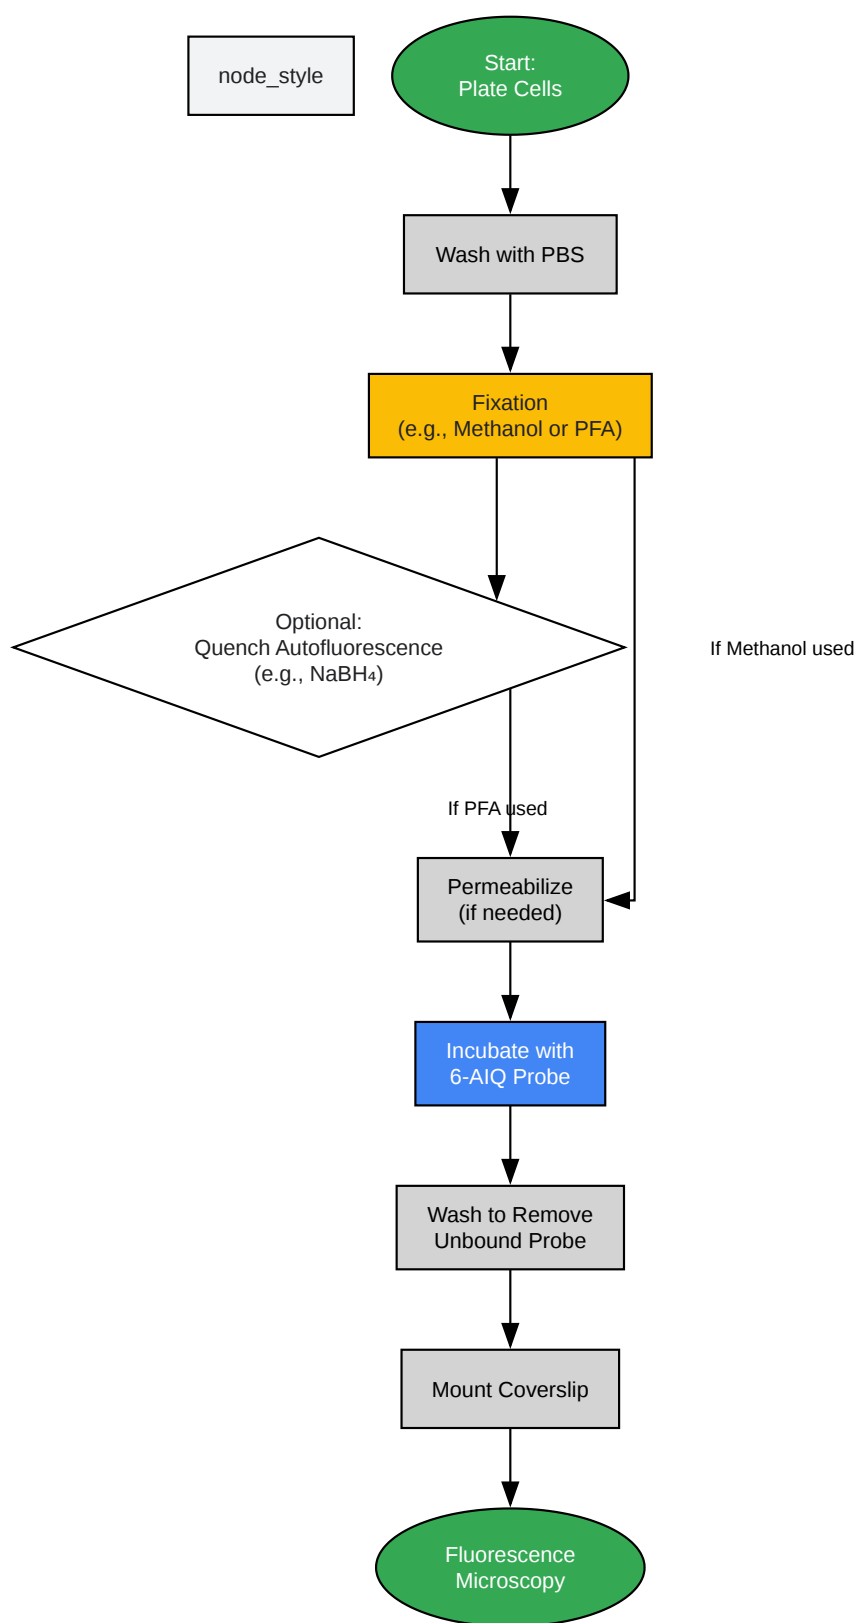 node_style
Start:
Plate Cells
Wash with PBS
Fixation
(e.g., Methanol or PFA)
Optional:
Quench Autofluorescence
(e.g., NaBH₄)
If Methanol used
If PFA used
Permeabilize
(if needed)
Incubate with
6-AIQ Probe
Wash to Remove
Unbound Probe
Mount Coverslip
Fluorescence
Microscopy